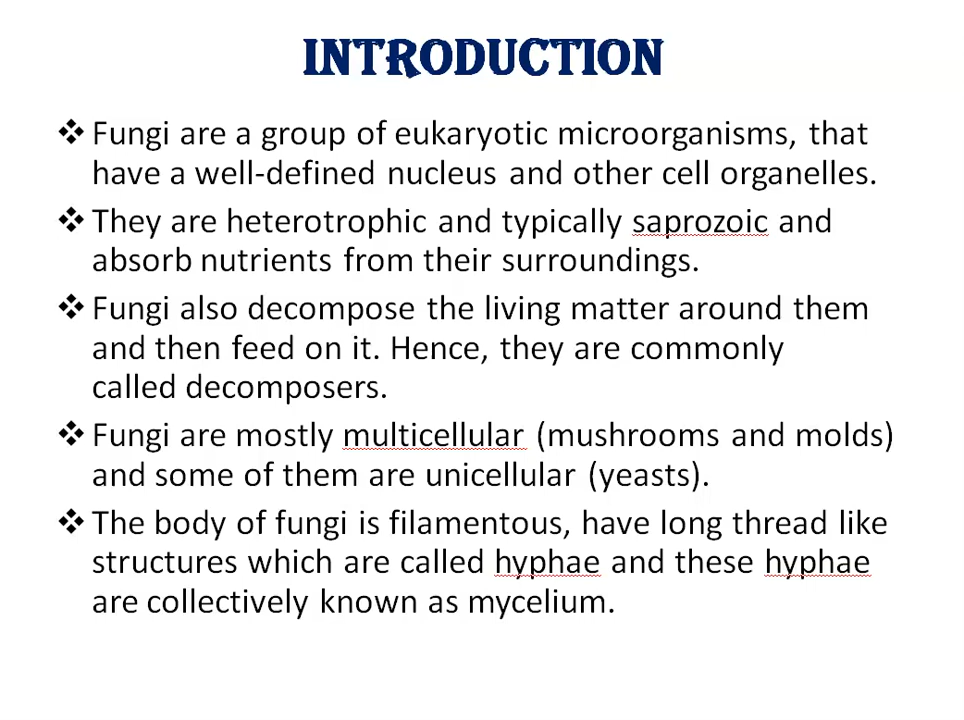 INTRODUCTION
❖ Fungi are a group of eukaryotic microorganisms, that
have a well-defined nucleus and other cell organelles.
❖ They are heterotrophic and typically saprozoic and
absorb nutrients from their surroundings.
❖ Fungi also decompose the living matter around them
and then feed on it. Hence, they are commonly
called decomposers.
❖ Fungi are mostly multicellular (mushrooms and molds)
and some of them are unicellular (yeasts).
❖ The body of fungi is filamentous, have long thread like
structures which are called hyphae and these hyphae
are collectively known as mycelium.